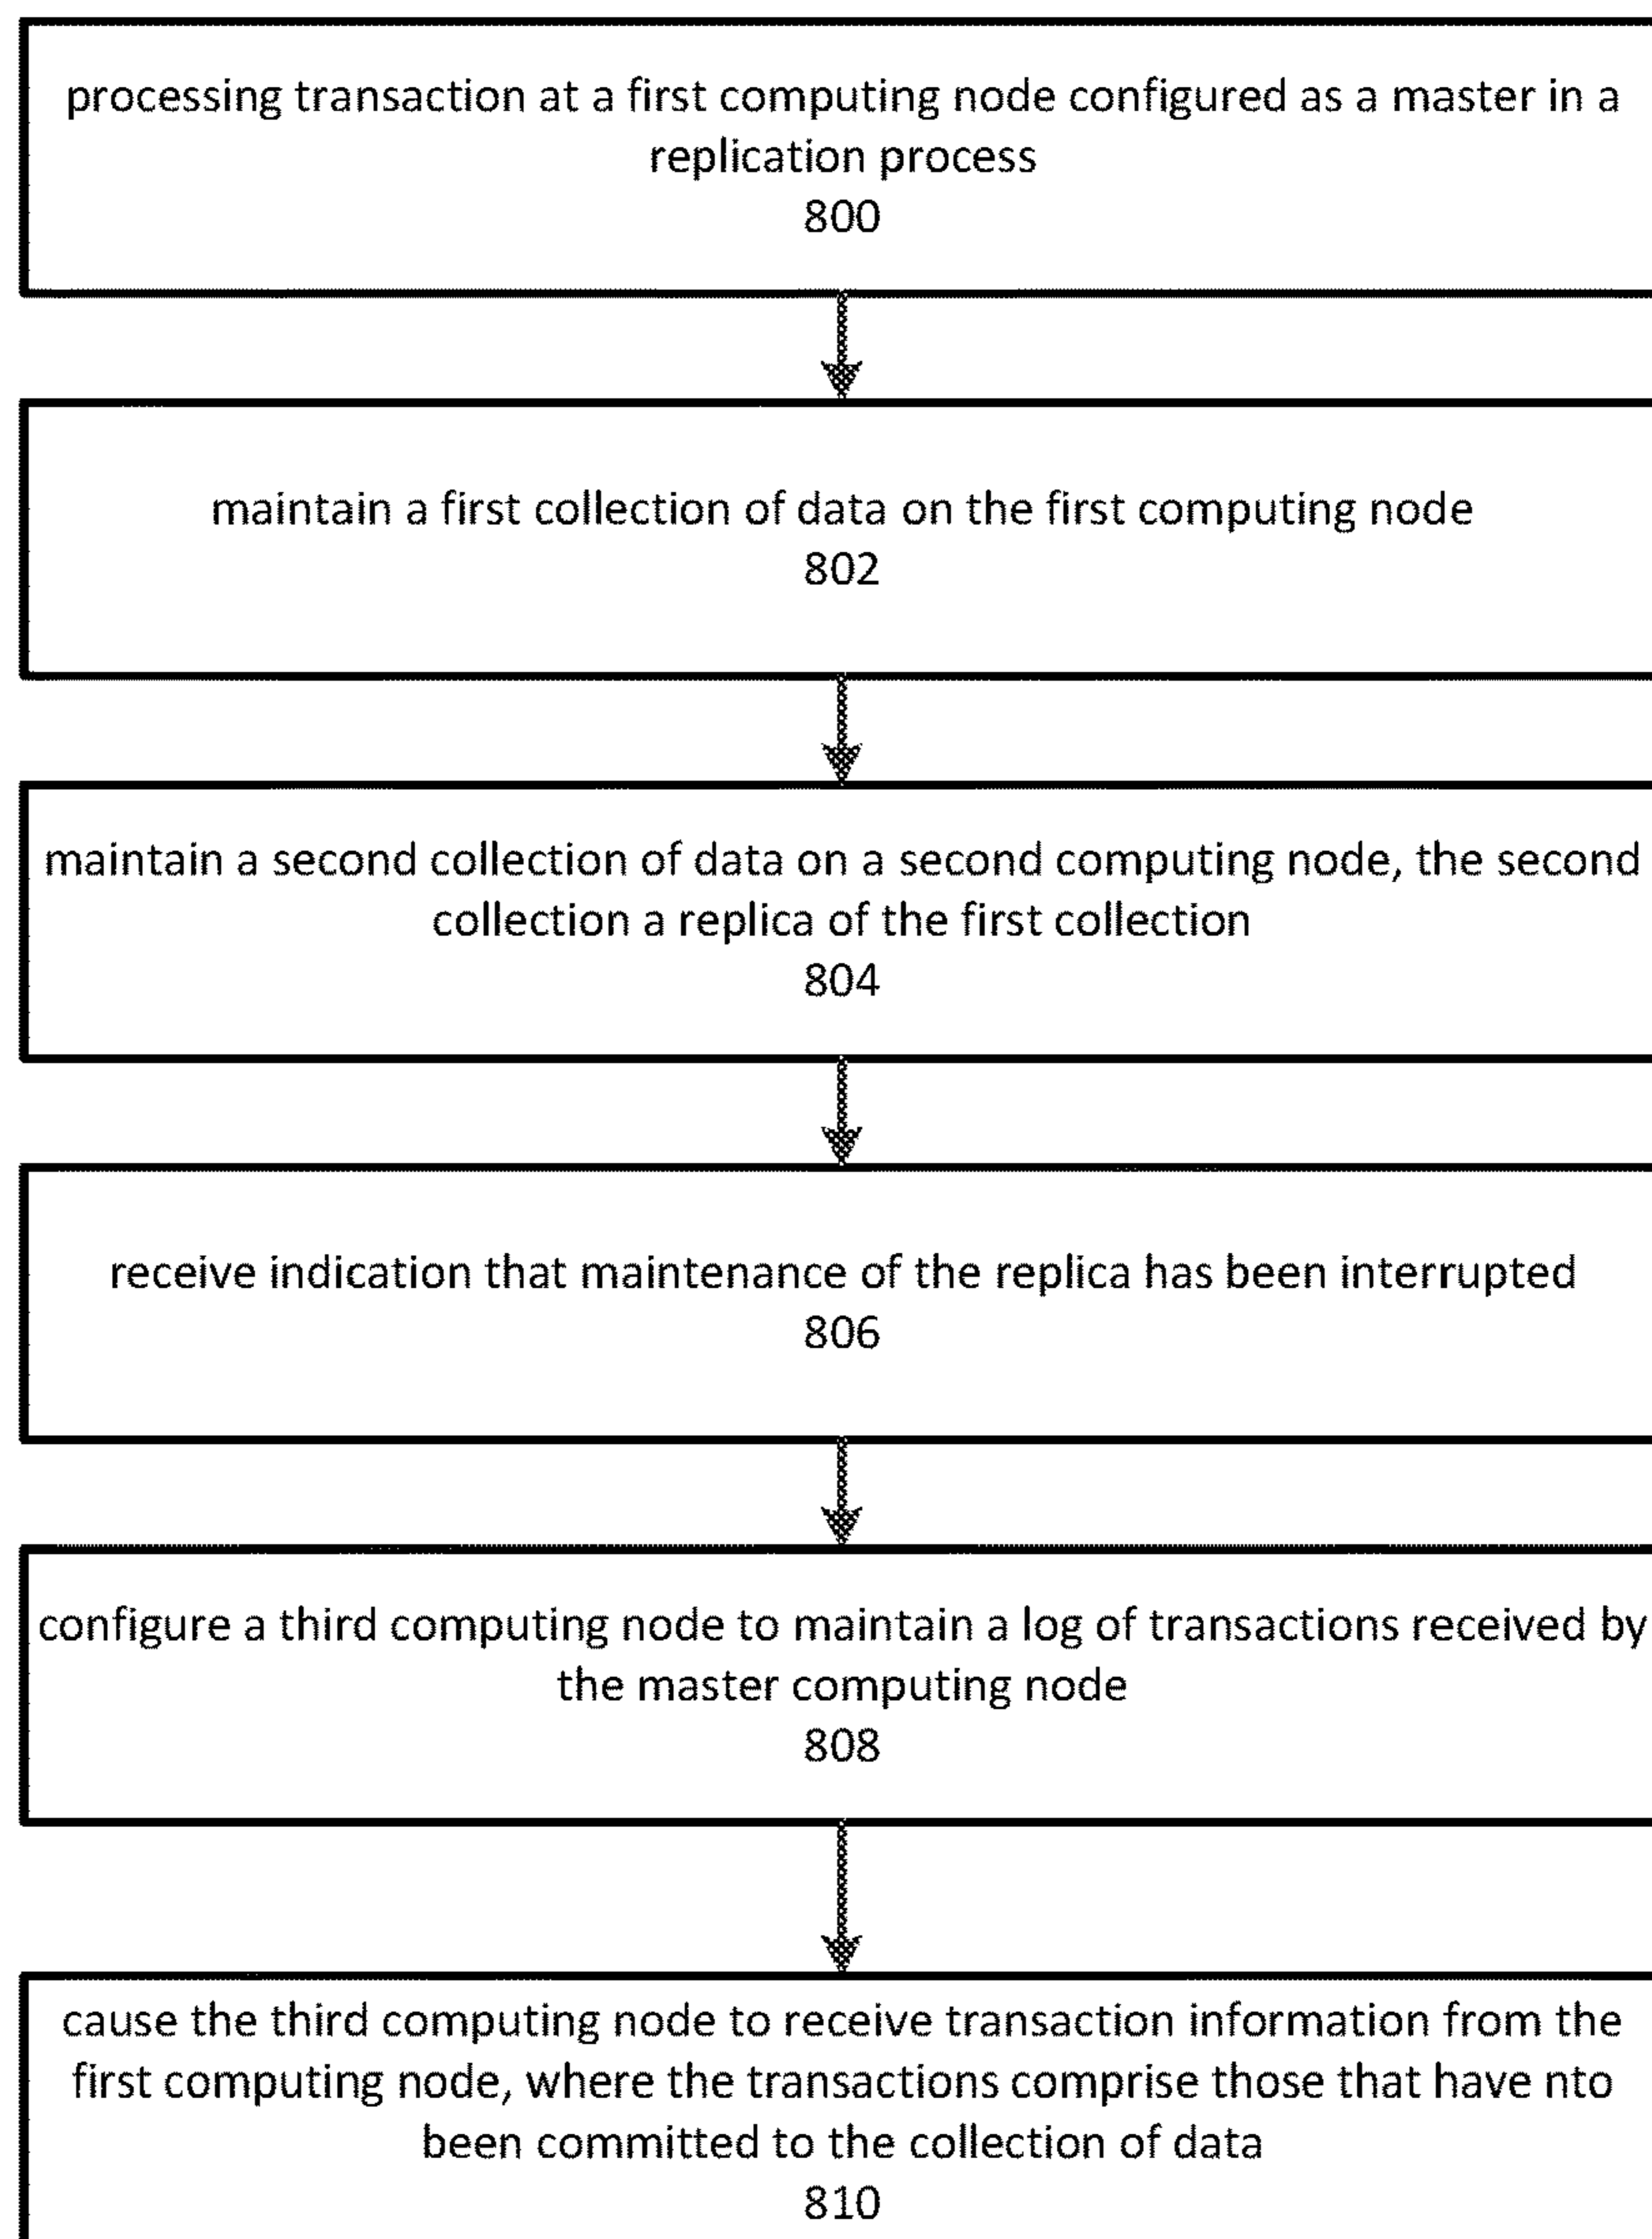 processing transaction at a first computing node configured as a master in a
replication process
800
maintain a first collection of data on the first computing node
802
maintain a second collection of data on a second computing node, the second
collection a replica of the first collection
804
receive indication that maintenance of the replica has been interrupted
806
configure a third computing node to maintain a log of transactions received by
the master computing node
808
cause the third computing node to receive transaction information from the
first computing node, where the transactions comprise those that have nto
been committed to the collection of data
810